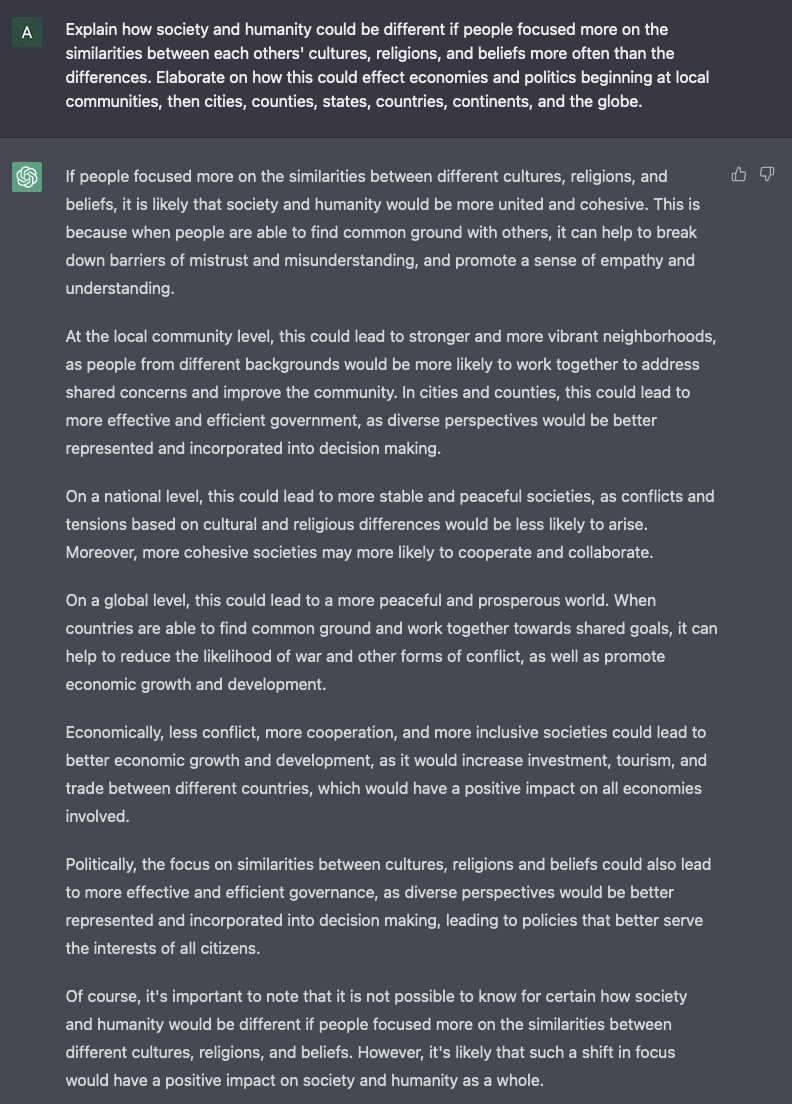 A
Explain how society and humanity could be different if people focused more on the
similarities between each others' cultures, religions, and beliefs more often than the
differences. Elaborate on how this could effect economies and politics beginning at local
communities, then cities, counties, states, countries, continents, and the globe.
If people focused more on the similarities between different cultures, religions, and
beliefs, it is likely that society and humanity would be more united and cohesive. This is
because when people are able to find common ground with others, it can help to break
down barriers of mistrust and misunderstanding, and promote a sense of empathy and
understanding.
At the local community level, this could lead to stronger and more vibrant neighborhoods,
as people from different backgrounds would be more likely to work together to address
shared concerns and improve the community. In cities and counties, this could lead to
more effective and efficient government, as diverse perspectives would be better
represented and incorporated into decision making.
On a national level, this could lead to more stable and peaceful societies, as conflicts and
tensions based on cultural and religious differences would be less likely to arise.
Moreover, more cohesive societies may more likely to cooperate and collaborate.
On a global level, this could lead to a more peaceful and prosperous world. When
countries are able to find common ground and work together towards shared goals, it can
help to reduce the likelihood of war and other forms of conflict, as well as promote
economic growth and development.
Economically, less conflict, more cooperation, and more inclusive societies could lead to
better economic growth and development, as it would increase investment, tourism, and
trade between different countries, which would have a positive impact on all economies
involved.
Politically, the focus on similarities between cultures, religions and beliefs could also lead
to more effective and efficient governance, as diverse perspectives would be better
represented and incorporated into decision making, leading to policies that better serve
the interests of all citizens.
Of course, it's important to note that it is not possible to know for certain how society
and humanity would be different if people focused more on the similarities between
different cultures, religions, and beliefs. However, it's likely that such a shift in focus
would have a positive impact on society and humanity as a whole.